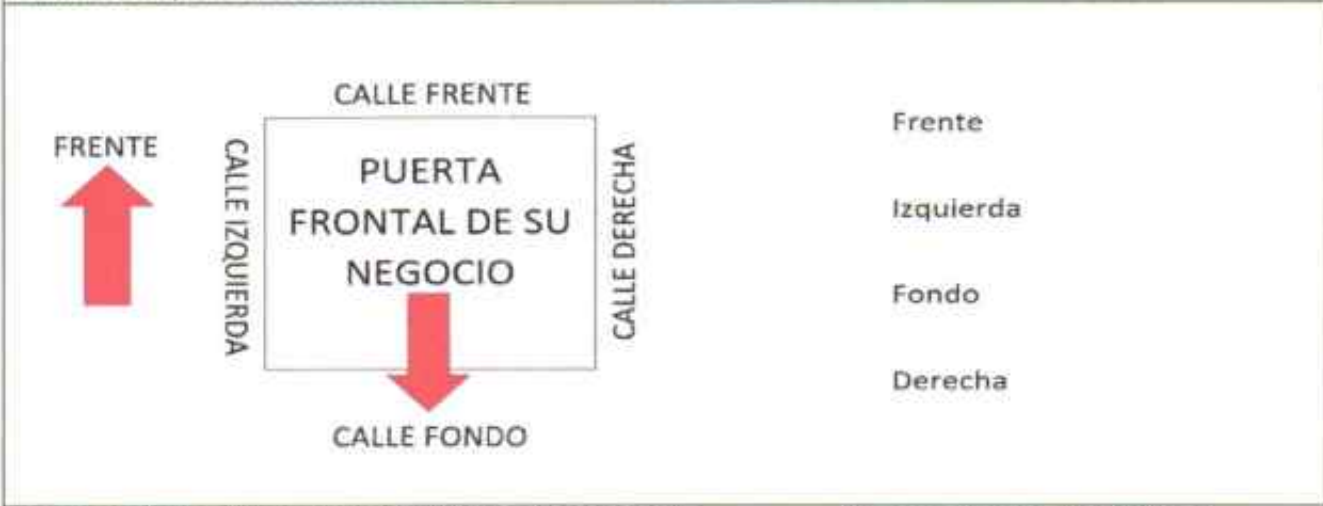 CALLE FRENTE
FRENTE
CALLE IZQUIERDA
PUERTA
FRONTAL DE SU
NEGOCIO
CALLE DERECHA
CALLE FONDO
Frente
Izquierda
Fondo
Derecha